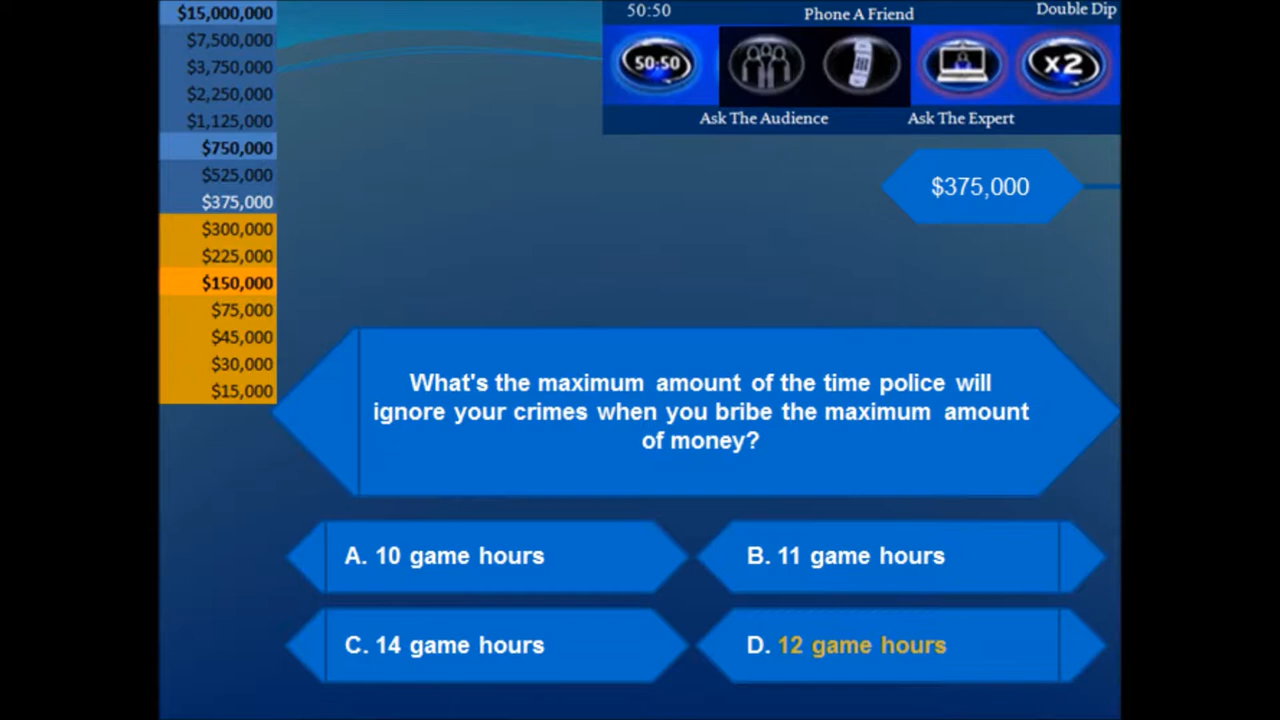 $15,000,000
$7,500,000
$3,750,000
$2,250,000
$1,125,000
$750,000
$525,000
$375,000
$300,000
$225,000
$150,000
$75,000
$45,000
$30,000
$15,000
50:50
Phone A Friend
Double Dip
50:50
x2
Ask The Audience
Ask The Expert
$375,000
What's the maximum amount of the time police will
ignore your crimes when you bribe the maximum amount
of money?
A. 10 game hours
B. 11 game hours
C. 14 game hours
D. 12 game hours